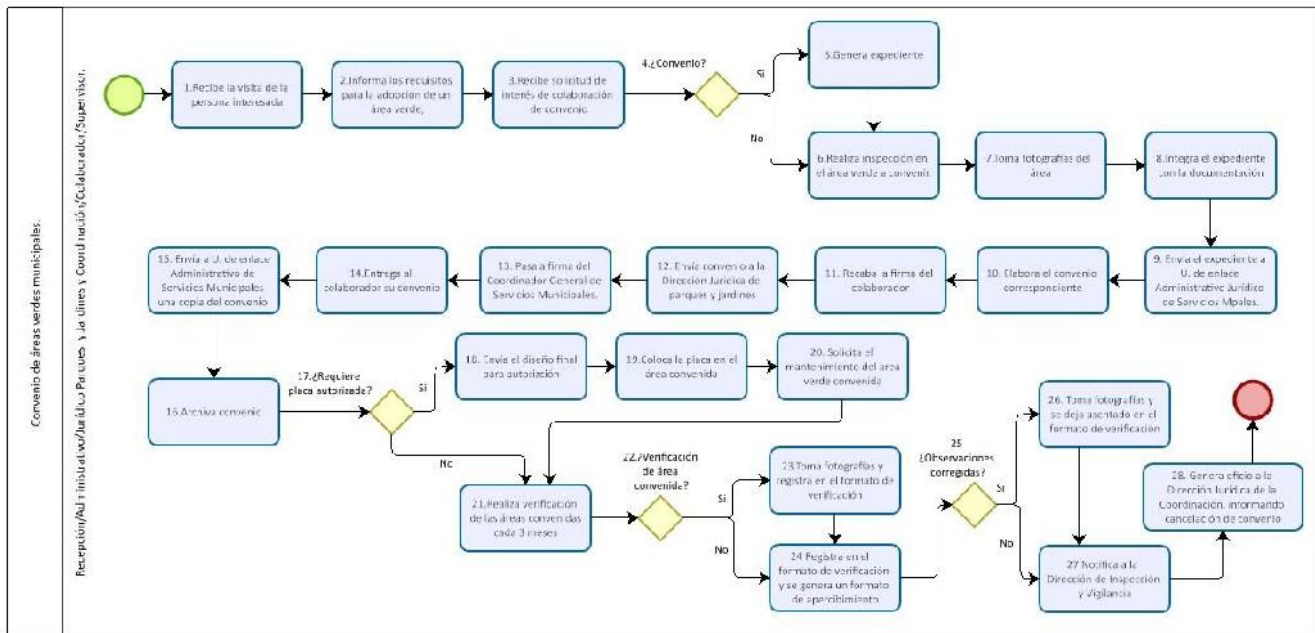 Convenio de áreas verdes municipales.
Recepción/Administrativo/Jurídico Parques y Jardines y Coordinación/Colaborador/Supervisor.
1.Recibe la visita de la
persona interesada
2.Informa los requisitos
para la adopción de un
área verde,
3. Recibe solicitud de
interés de colaboración
de convenio
4.¿Convenio?
Si
No
5.Genera expediente
6.Realiza inspección en
el área verde a convenir.
7.Toma fotografías del
área
8.Integra el expediente
con la documentación
9. Envía el expediente a
U. de enlace
Administrativo Jurídico
de Servicios Mpales.
10. Elabora el convenio
correspondiente
11. Recaba la firma del
colaborador
12. Envía convenio a la
Dirección Jurídica de
parques y jardines
13. Pasa a firma del
Coordinador General de
Servicios Municipales.
14.Entrega al
colaborador su convenio
15. Envía a U. de enlace
Administrativo de
Servicios Municipales
una copia del convenio
16.Archiva convenio
17.¿Requiere
placa autorizada?
Si
No
18. Envía el diseño final
para autorización
19.Coloca la placa en el
área convenida
20. Solicita el
mantenimiento del area
verde convenida
21.Realiza verificación
de las áreas convenidas
cada 3 meses
22.?Verificación
de área
convenida?
Si
No
23.Toma fotografías y
registra en el formato de
verificación
24 Registra en el
formato de verificación
y se genera un formato
de apercibimiento
25
¿Observaciones
corregidas?
Si
No
26. Toma fotografías y
se deja asentado en el
formato de verificación
27 Notifica a la
Dirección de Inspección
y Vigilancia
28. Genera oficio a la
Dirección Jurídica de la
Coordinación, informando
cancelación de convenio